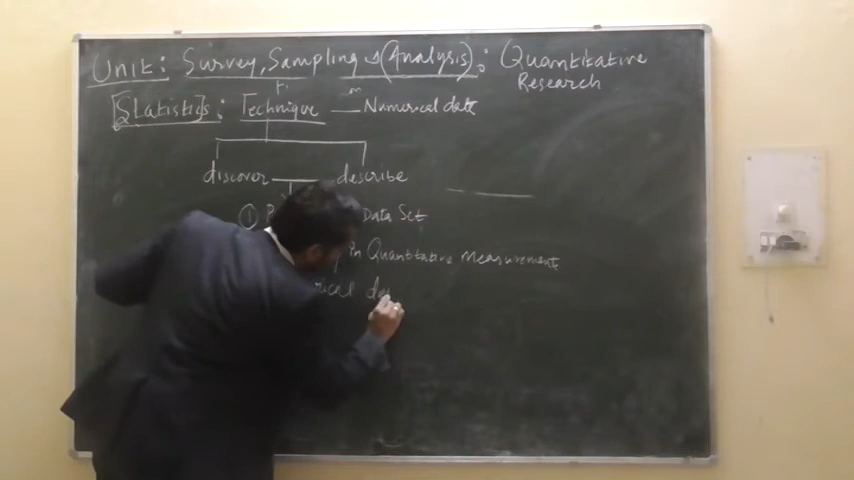 Unit: Survey, Sampling & (Analysis): Quantitative
Research
Statistics: Technique — Numerical data
discover — describe
① Data Set
in Quantitative Measurement